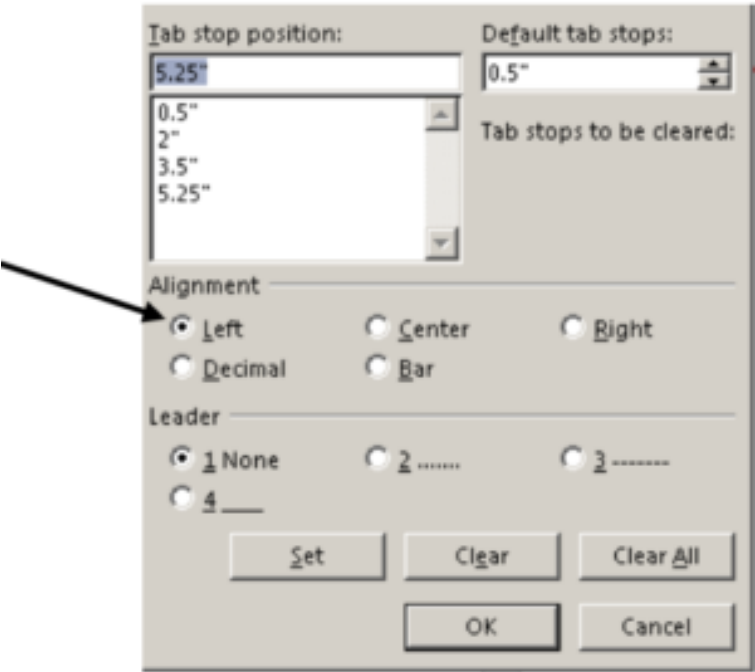 Tab stop position: Default tab stops:
5.25" 0.5"
0.5"
2"
3.5"
5.25"
Tab stops to be cleared:
Alignment
Left Center Right
Decimal Bar
Leader
1 None 2 ....... 3 -------
4 ___
Set Clear Clear All
OK Cancel